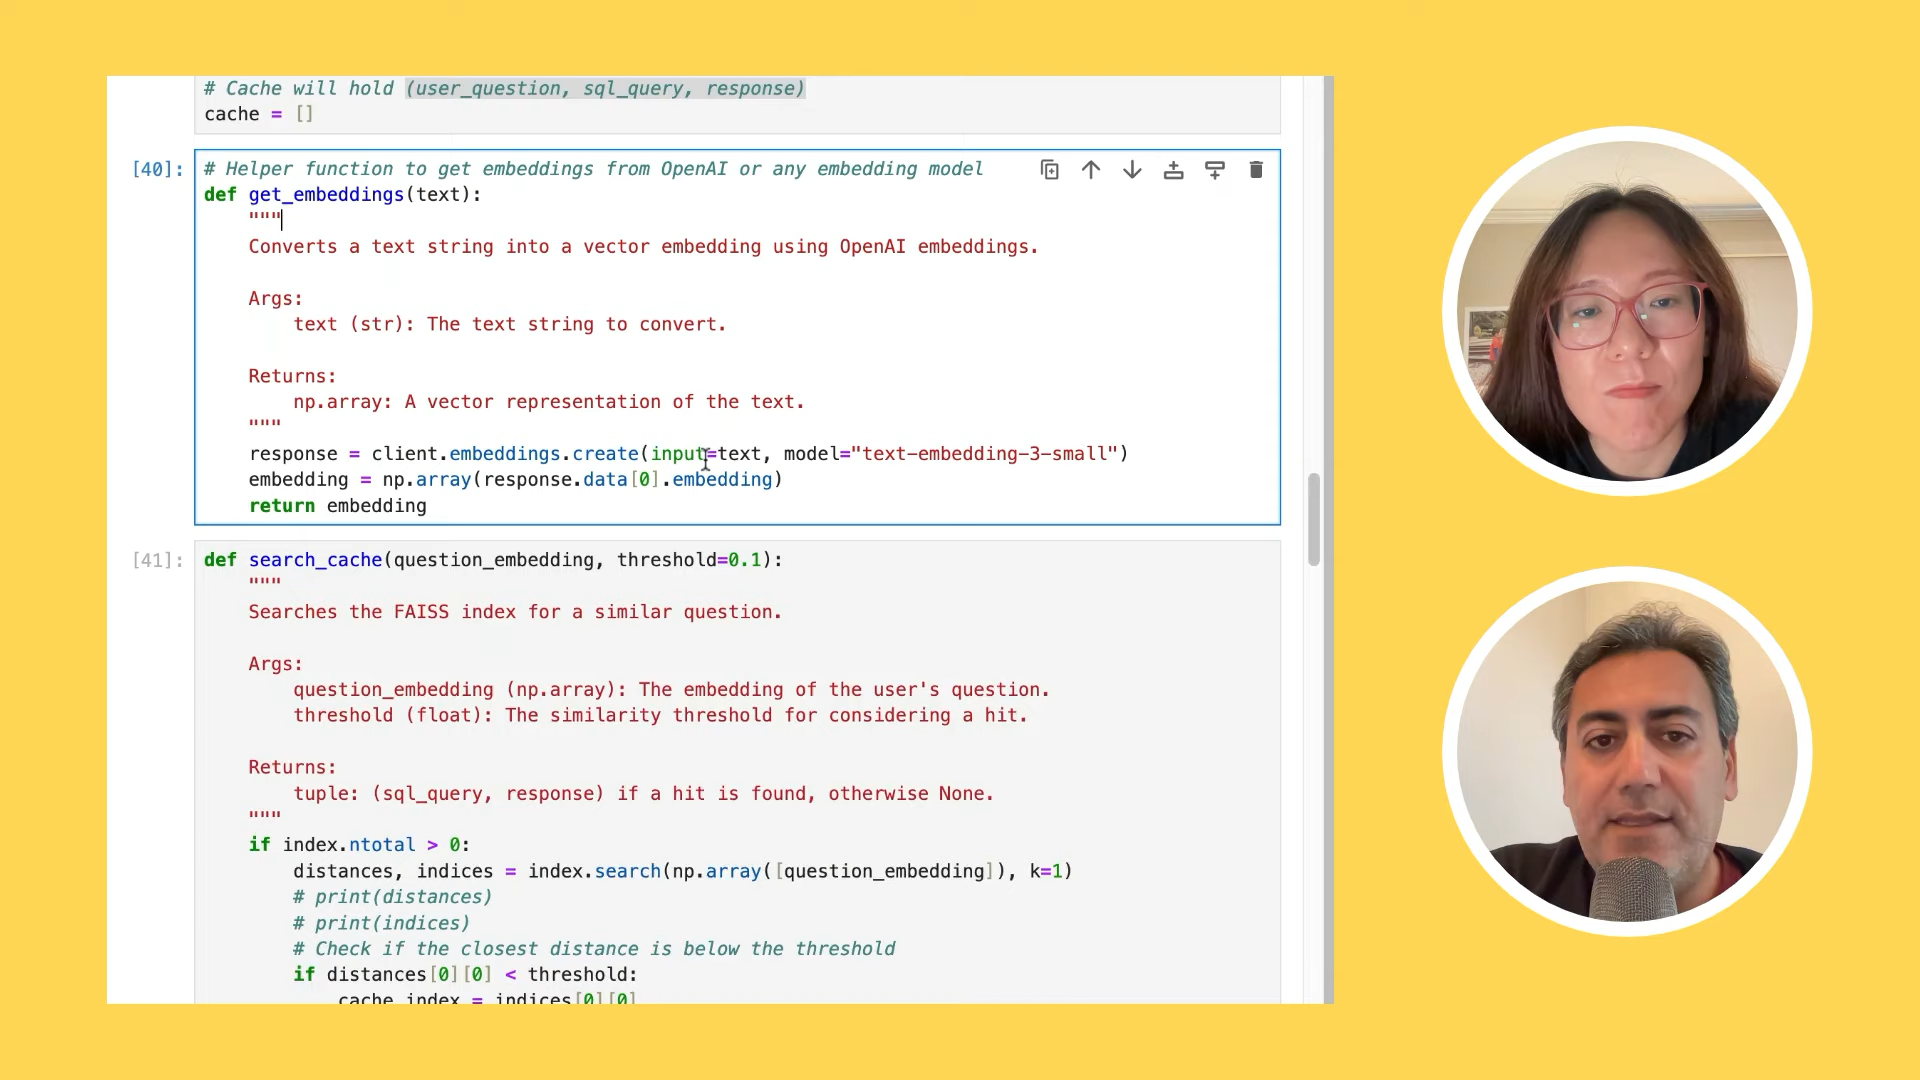 # Cache will hold (user_question, sql_query, response)
cache = []
[40]: # Helper function to get embeddings from OpenAI or any embedding model
def get_embeddings(text):
    """
    Converts a text string into a vector embedding using OpenAI embeddings.
    Args:
        text (str): The text string to convert.
    Returns:
        np.array: A vector representation of the text.
    """
    response = client.embeddings.create(input=text, model="text-embedding-3-small")
    embedding = np.array(response.data[0].embedding)
    return embedding
[41]: def search_cache(question_embedding, threshold=0.1):
    """
    Searches the FAISS index for a similar question.
    Args:
        question_embedding (np.array): The embedding of the user's question.
        threshold (float): The similarity threshold for considering a hit.
    Returns:
        tuple: (sql_query, response) if a hit is found, otherwise None.
    """
    if index.ntotal > 0:
        distances, indices = index.search(np.array([question_embedding]), k=1)
        # print(distances)
        # print(indices)
        # Check if the closest distance is below the threshold
        if distances[0][0] < threshold:
            cache_index = indices[0][0]